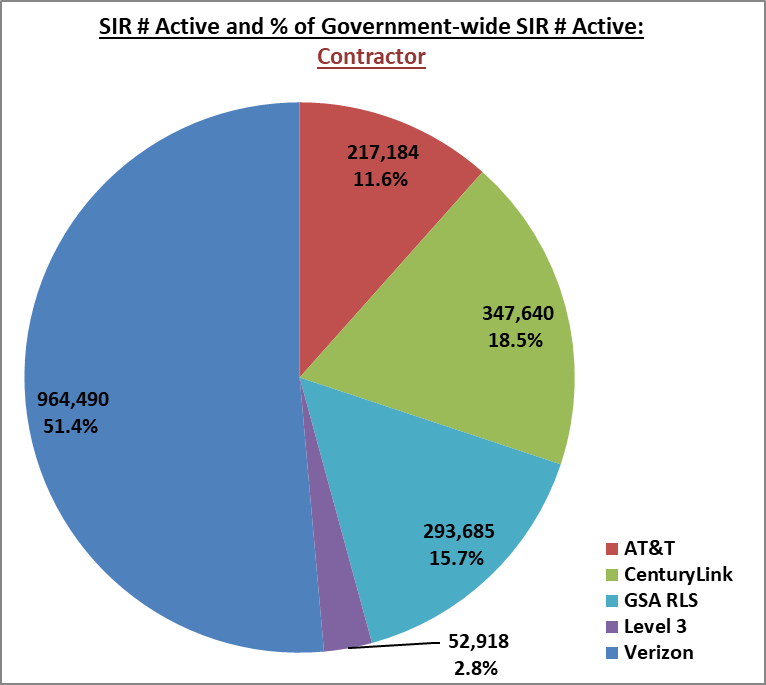 SIR # Active and % of Government-wide SIR # Active:
Contractor
217,184
11.6%
347,640
18.5%
964,490
51.4%
293,685
15.7%
52,918
2.8%
AT&T
CenturyLink
GSA RLS
Level 3
Verizon